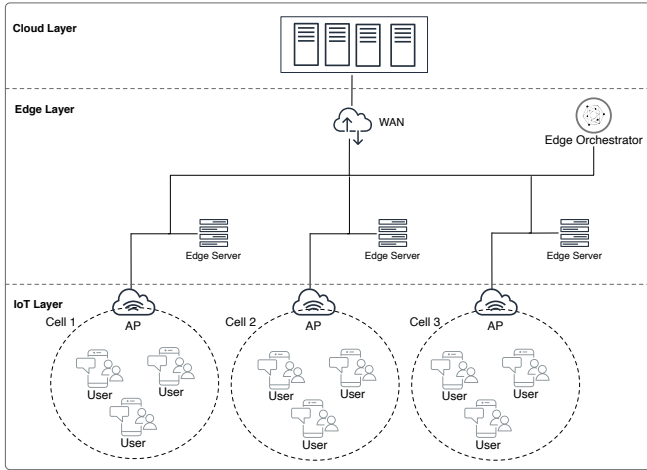 Cloud Layer
Edge Layer
WAN
Edge Orchestrator
Edge Server
Edge Server
Edge Server
IoT Layer
Cell 1
AP
Cell 2
AP
Cell 3
AP
User
User
User
User
User
User
User
User
User